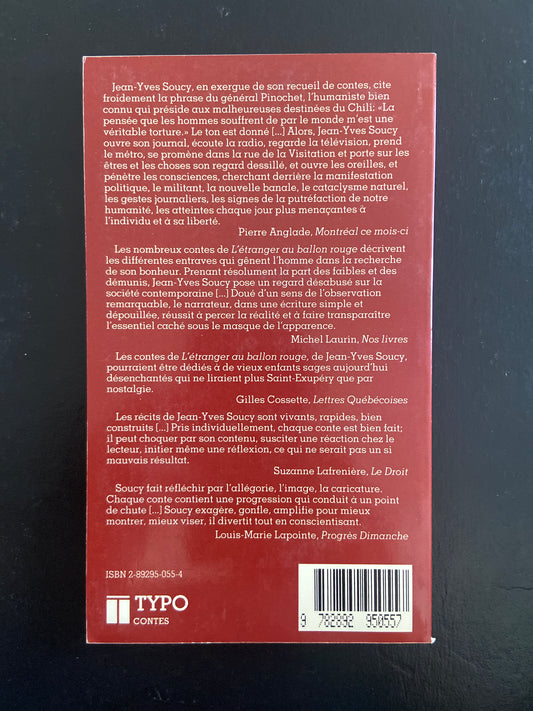 Jean-Yves Soucy, en exergue de son recueil de contes, cite
froidement la phrase du général Pinochet, l'humaniste bien
connu qui préside aux malheureuses destinées du Chili: «La
pensée que les hommes souffrent de par le monde m'est une
véritable torture.» Le ton est donné [...] Alors, Jean-Yves Soucy
ouvre son journal, écoute la radio, regarde la télévision, prend
le métro, se promène dans la rue de la Visitation et porte sur les
êtres et les choses son regard dessillé, et ouvre les oreilles, et
pénètre les consciences, cherchant derrière la manifestation
politique, le militant, la nouvelle banale, le cataclysme naturel,
les gestes journaliers, les signes de la putréfaction de notre
humanité, les atteintes chaque jour plus menaçantes à
l'individu et à sa liberté.
Pierre Anglade, Montréal ce mois-ci
Les nombreux contes de L'étranger au ballon rouge décrivent
les différentes entraves qui gênent l'homme dans la recherche
de son bonheur. Prenant résolument la part des faibles et des
démunis, Jean-Yves Soucy pose un regard désabusé sur la
société contemporaine [...] Doué d'un sens de l'observation
remarquable, le narrateur, dans une écriture simple et
dépouillée, réussit à percer la réalité et à faire transparaître
l'essentiel caché sous le masque de l'apparence.
Michel Laurin, Nos livres
Les contes de L'étranger au ballon rouge, de Jean-Yves Soucy,
pourraient être dédiés à de vieux enfants sages aujourd'hui
désenchantés qui ne liraient plus Saint-Exupéry que par
nostalgie.
Gilles Cossette, Lettres Québécoises
Les récits de Jean-Yves Soucy sont vivants, rapides, bien
construits [...] Pris individuellement, chaque conte est bien fait;
il peut choquer par son contenu, susciter une réaction chez le
lecteur, initier même une réflexion, ce qui ne serait pas un si
mauvais résultat.
Suzanne Lafrenière, Le Droit
Soucy fait réfléchir par l'allégorie, l'image, la caricature.
Chaque conte contient une progression qui conduit à un point
de chute [...] Soucy exagère, gonfle, amplifie pour mieux
montrer, mieux viser, il divertit tout en conscientisant.
Louis-Marie Lapointe, Progrès Dimanche
ISBN 2-89295-055-4
TYPO
CONTES
9 782892 950557